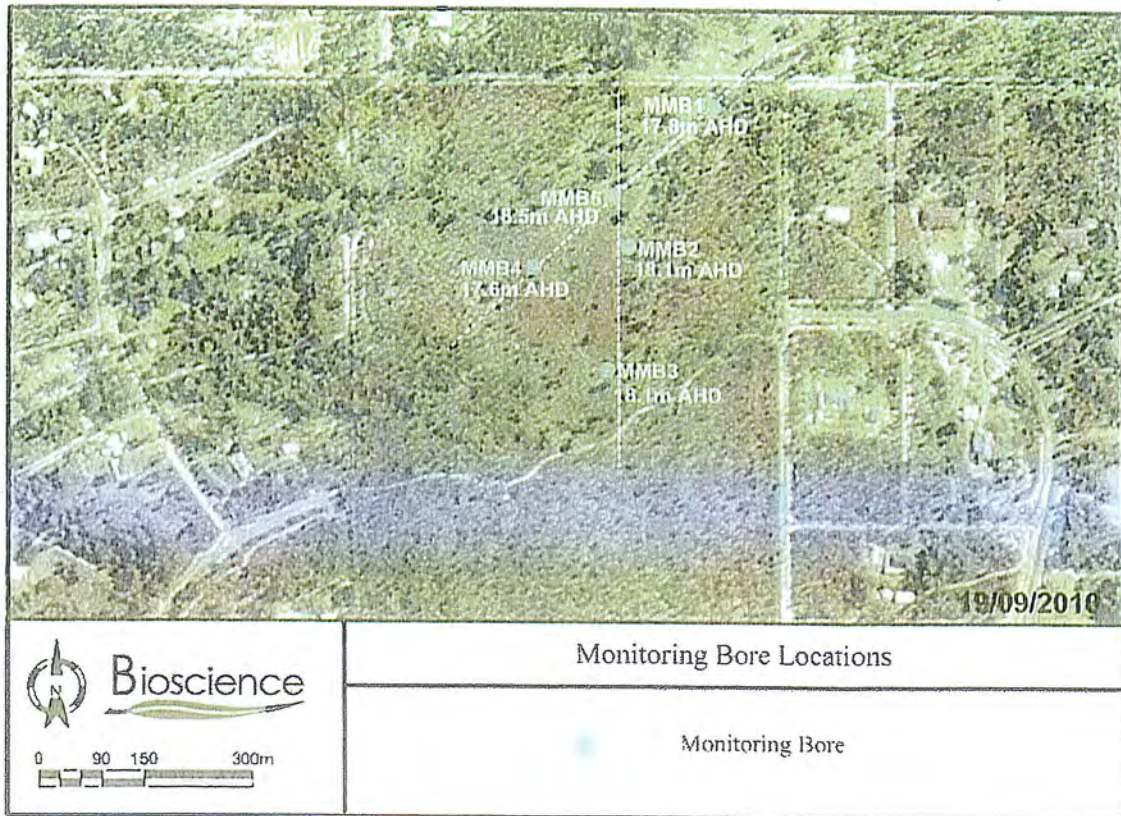 MMB1
17.8m AHD
MMB5
18.5m AHD
MMB2
18.1m AHD
MMB4
17.6m AHD
MMB3
18.1m AHD
19/09/2010
Monitoring Bore Locations
N
Bioscience
0 90 150 300m
Monitoring Bore